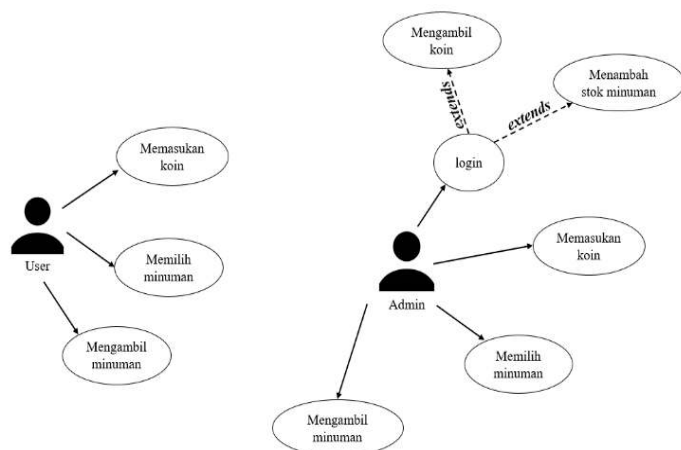 Mengambil
koin
Menambah
stok minuman
extends
extends
login
Memasukan
koin
User
Memilih
minuman
Mengambil
minuman
Admin
Memasukan
koin
Memilih
minuman
Mengambil
minuman